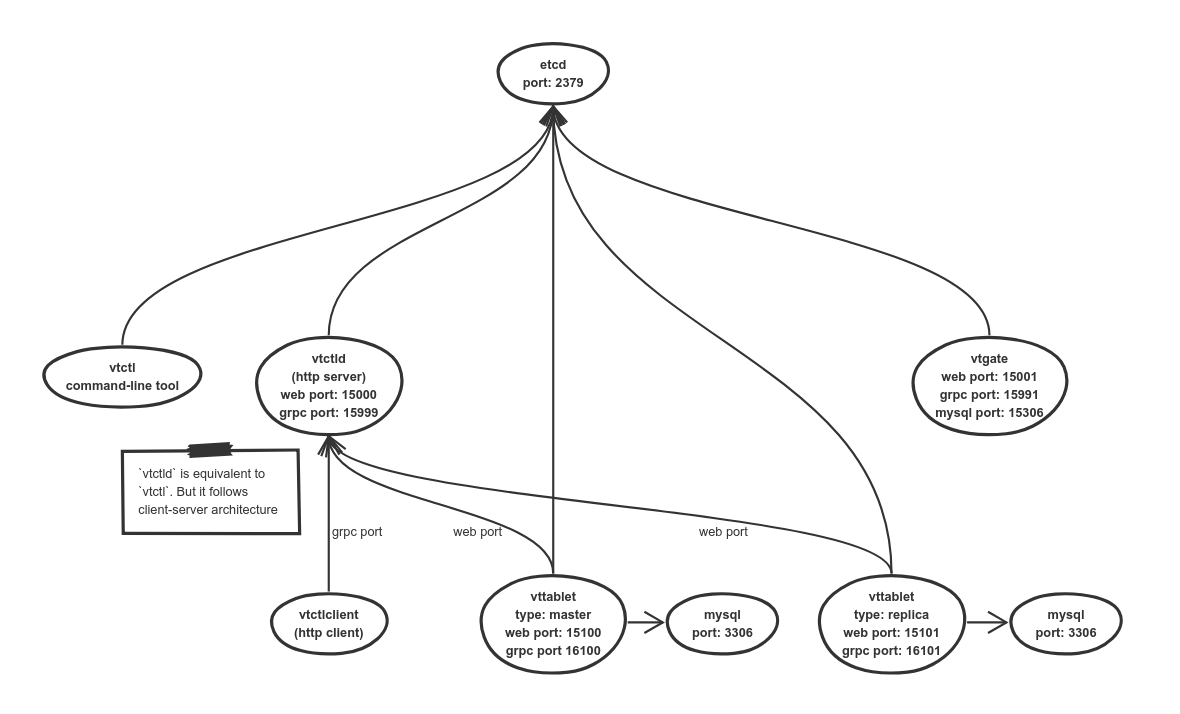 etcd
port: 2379
vtctl
command-line tool
vtctld
(http server)
web port: 15000
grpc port: 15999
vtgate
web port: 15001
grpc port: 15991
mysql port: 15306
`vtctld` is equivalent to
`vtctl`. But it follows
client-server architecture
grpc port
web port
web port
vtctlclient
(http client)
vttablet
type: master
web port: 15100
grpc port 16100
mysql
port: 3306
vttablet
type: replica
web port: 15101
grpc port: 16101
mysql
port: 3306